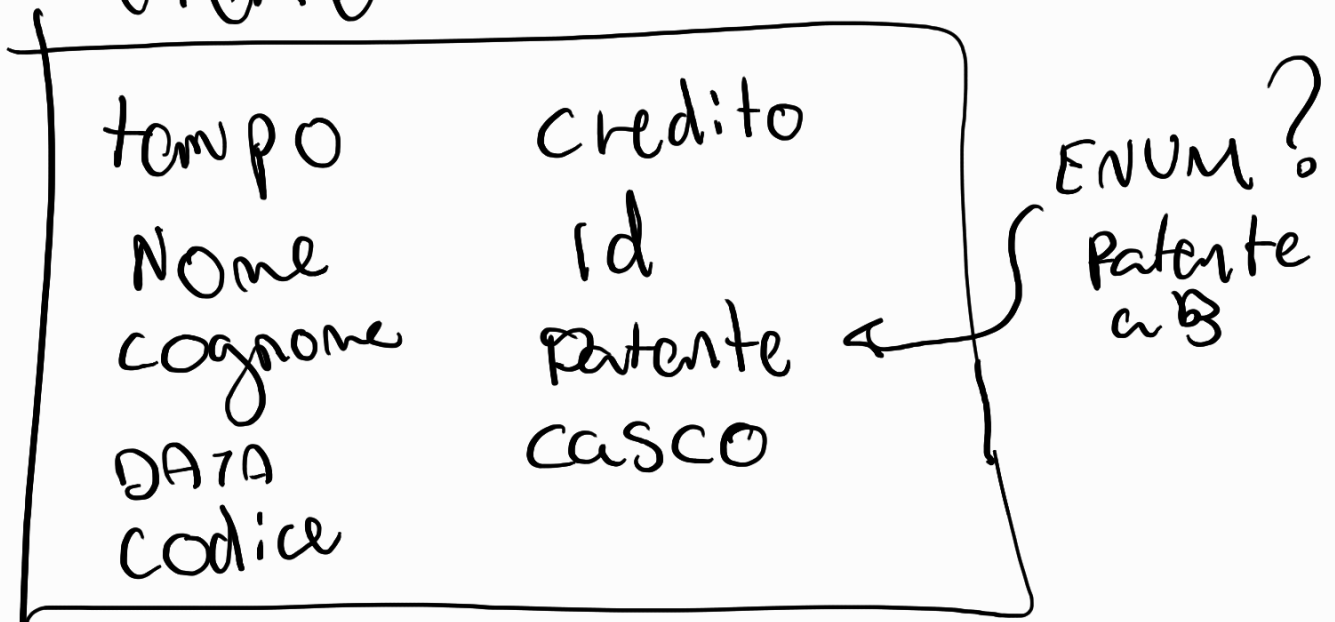 tempo
Nome
cognome
DATA
codice
credito
id
patente
casco
ENUM?
patente
a B